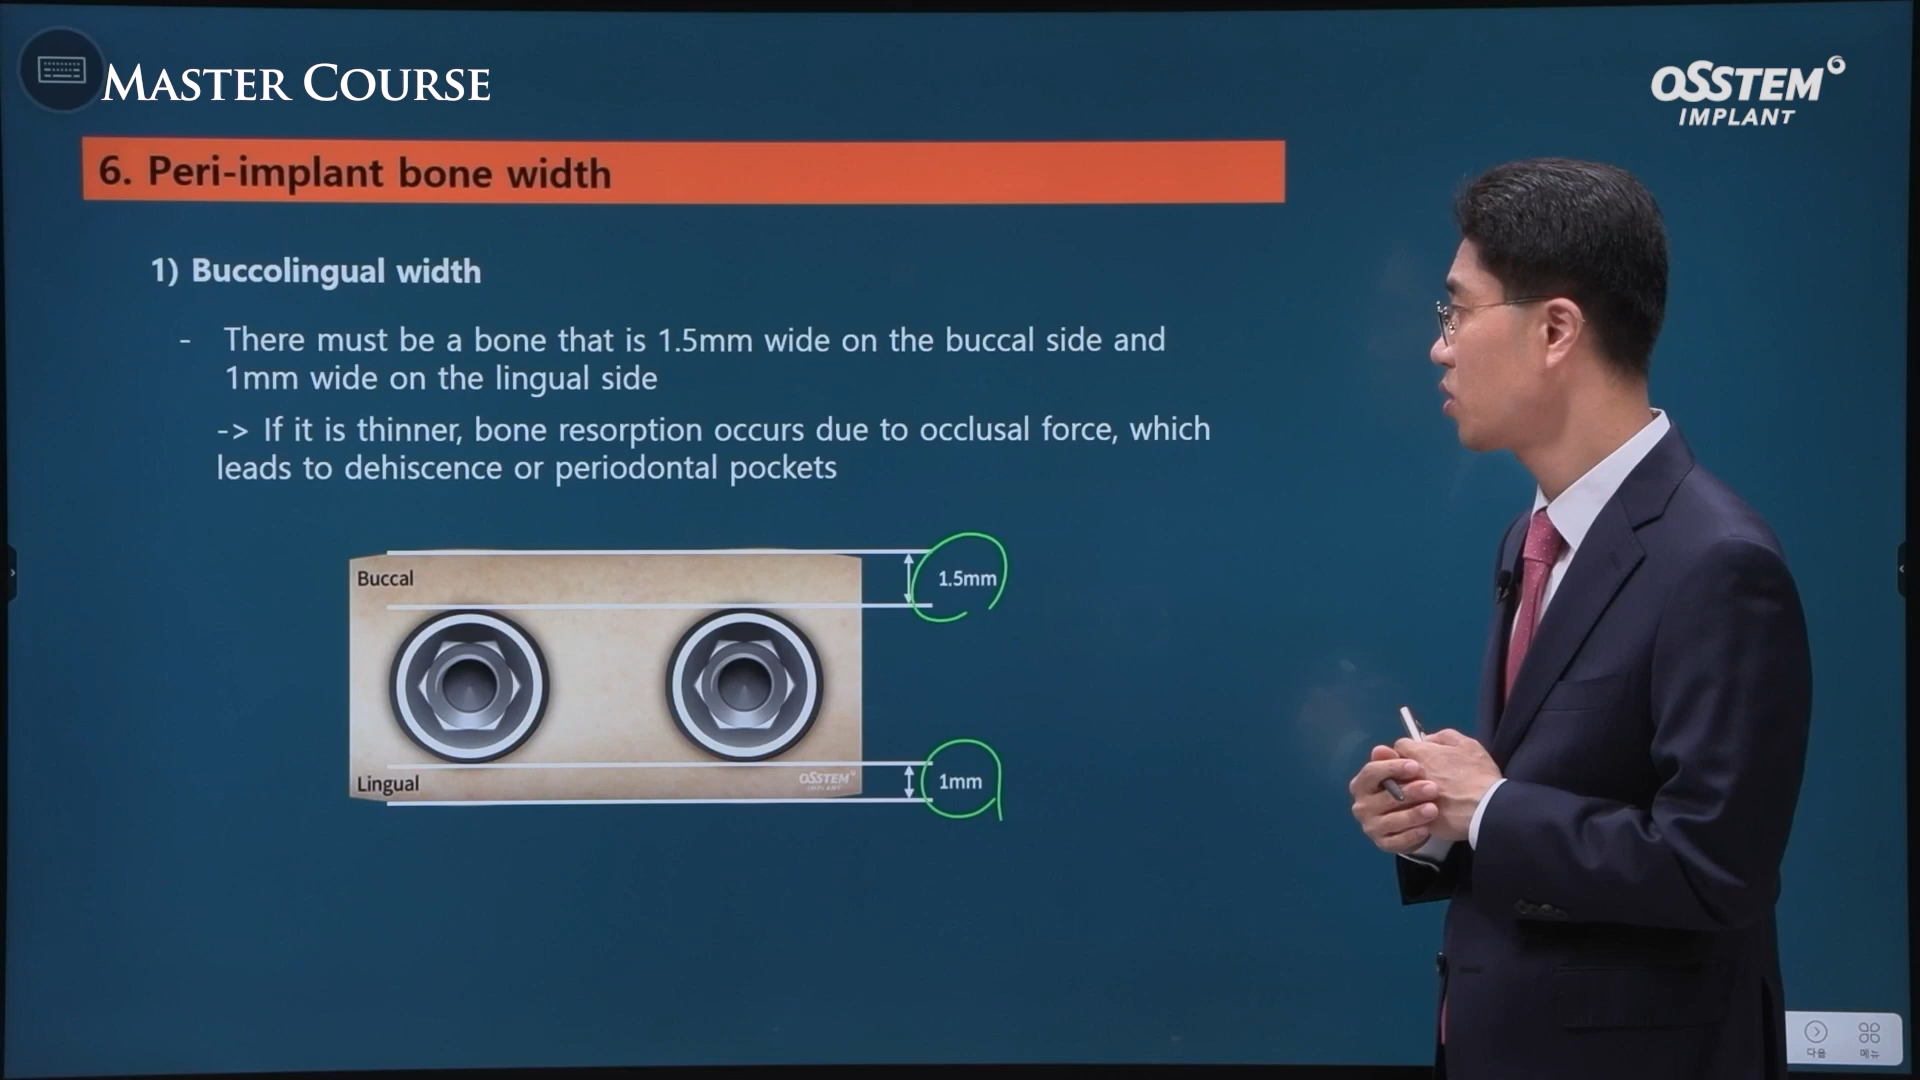 MASTER COURSE
OSSTEM
IMPLANT
6. Peri-implant bone width
1) Buccolingual width
- There must be a bone that is 1.5mm wide on the buccal side and
1mm wide on the lingual side
-> If it is thinner, bone resorption occurs due to occlusal force, which
leads to dehiscence or periodontal pockets
Buccal
1.5mm
Lingual
OSSTEM
IMPLANT
1mm
다음
메뉴